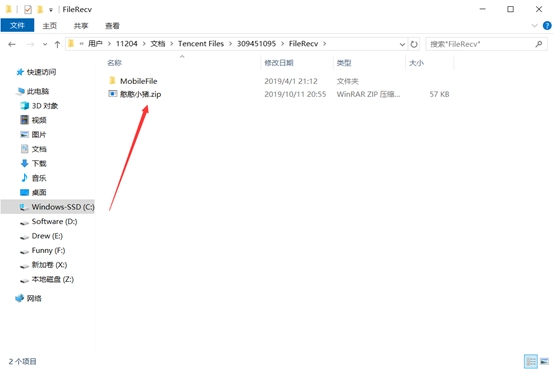 FileRecv
文件
主页
共享
查看
« 用户 › 11204 › 文档 › Tencent Files › 309451095 › FileRecv ›
搜索"FileRecv"
名称
修改日期
类型
大小
快速访问
此电脑
3D 对象
视频
图片
文档
下载
音乐
桌面
Windows-SSD (C:)
Software (D:)
Drew (E:)
Funny (F:)
新加卷 (X:)
本地磁盘 (Z:)
网络
MobileFile
2019/4/1 21:12
文件夹
憨憨小猪.zip
2019/10/11 20:55
WinRAR ZIP 压缩...
57 KB
2 个项目